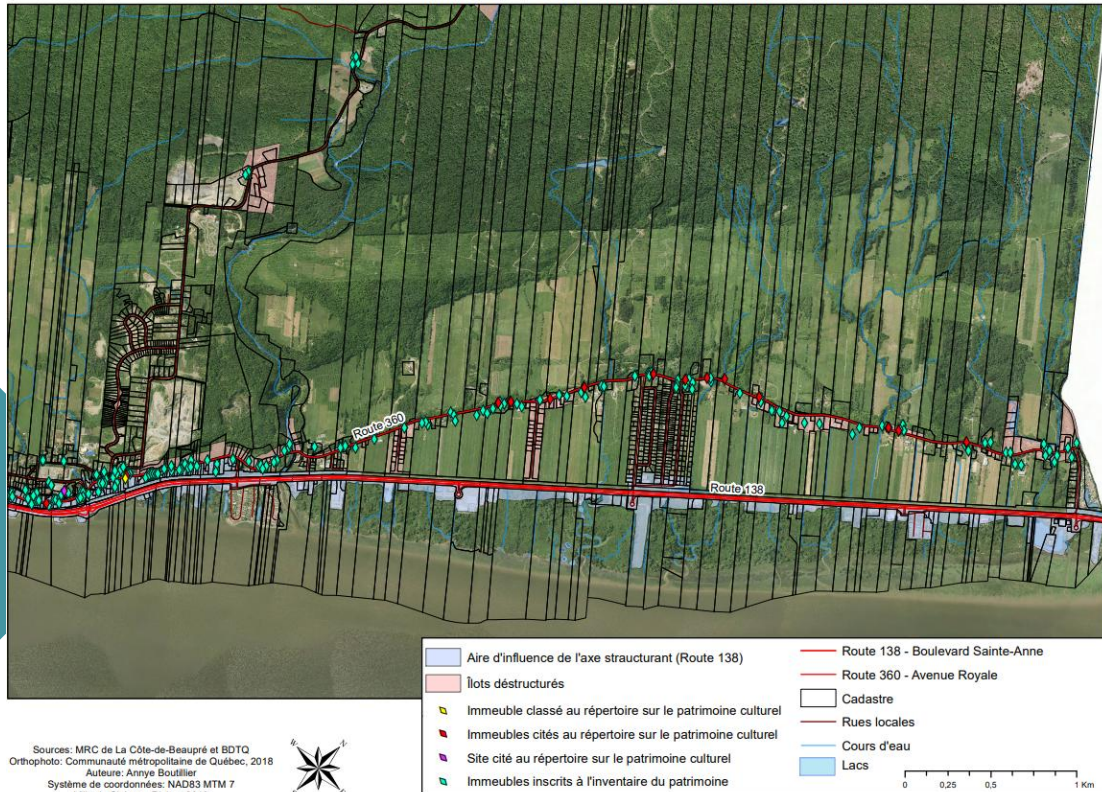 Route 360
Route 138
Aire d'influence de l'axe straucturant (Route 138)
Îlots déstructurés
Immeuble classé au répertoire sur le patrimoine culturel
Immeubles cités au répertoire sur le patrimoine culturel
Site cité au répertoire sur le patrimoine culturel
Immeubles inscrits à l'inventaire du patrimoine
Route 138 - Boulevard Sainte-Anne
Route 360 - Avenue Royale
Cadastre
Rues locales
Cours d'eau
Lacs
0 0,25 0,5 1 Km
Sources: MRC de La Côte-de-Beaupré et BDTQ
Orthophoto: Communauté métropolitaine de Québec, 2018
Auteure: Annye Boutillier
Système de coordonnées: NAD83 MTM 7
W N
S E